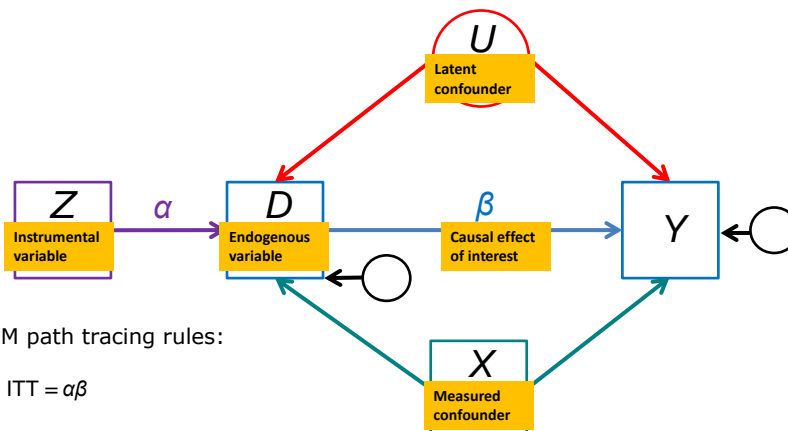 U
Latent
confounder
Z
α
D
β
Y
Instrumental
variable
Endogenous
variable
Causal effect
of interest
M path tracing rules:
X
ITT = αβ
Measured
confounder